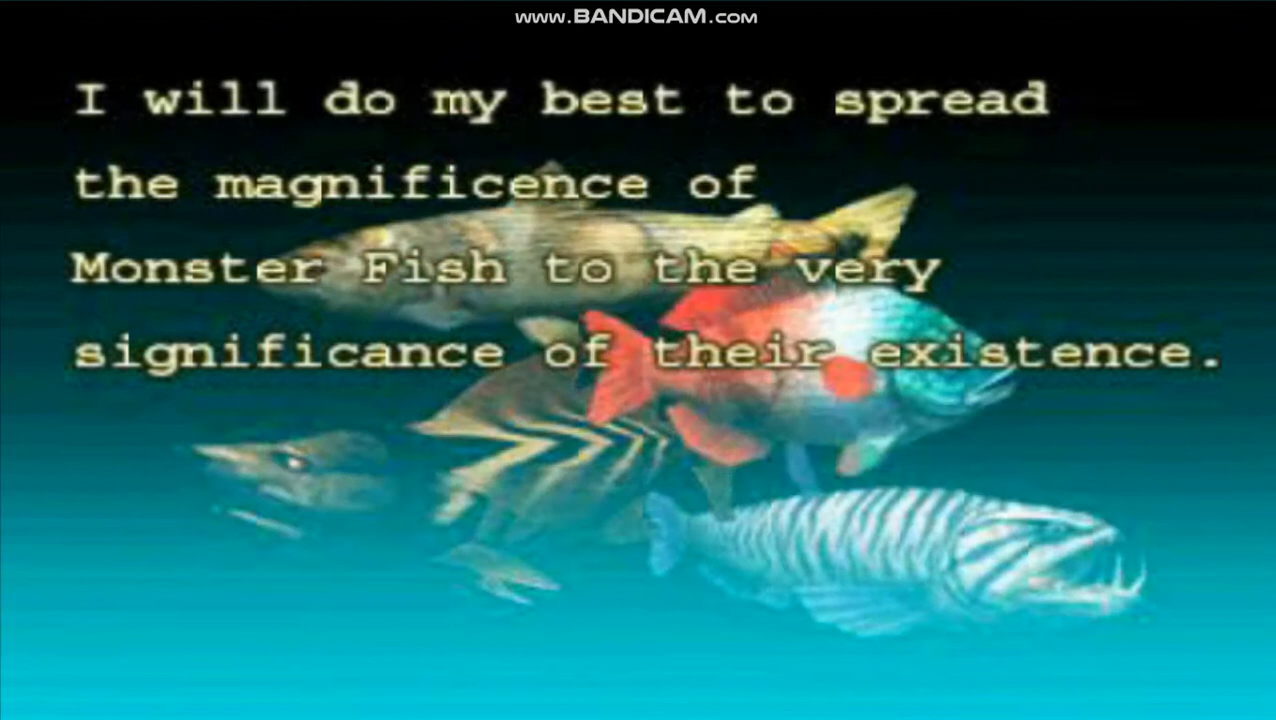 www.BANDICAM.com
I will do my best to spread
the magnificence of
Monster Fish to the very
significance of their existence.